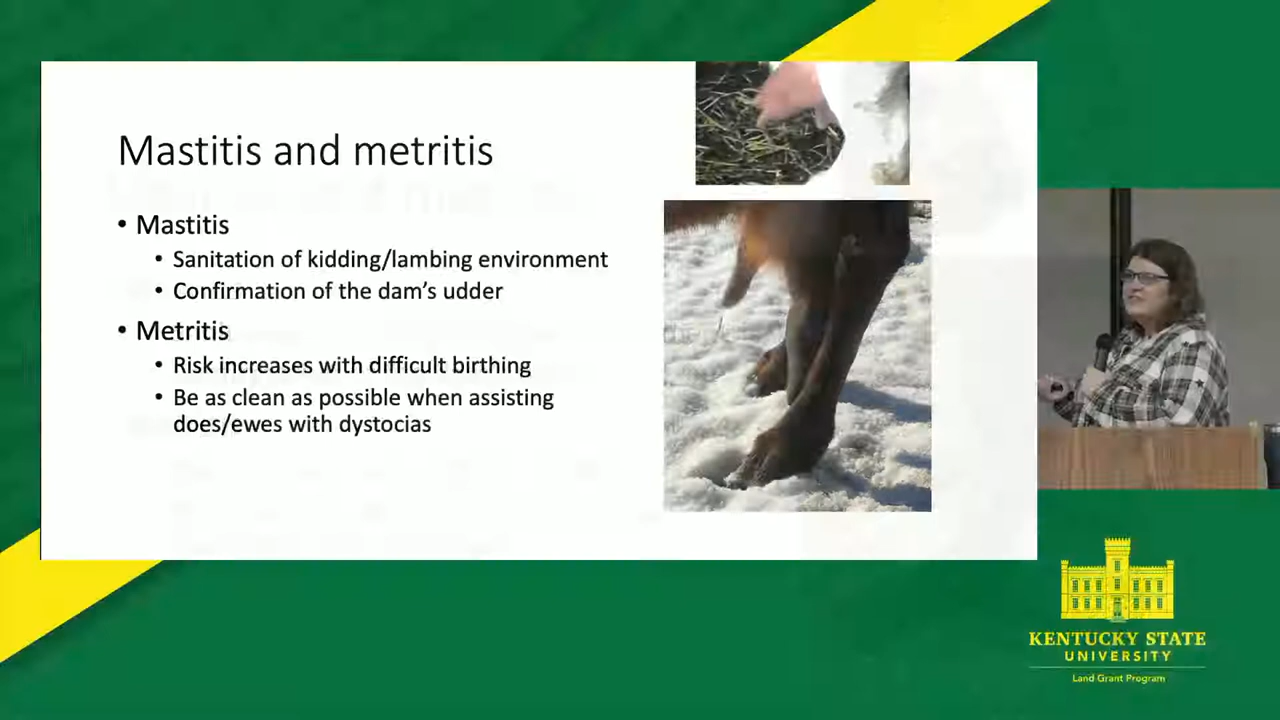 Mastitis and metritis
• Mastitis
• Sanitation of kidding/lambing environment
• Confirmation of the dam's udder
• Metritis
• Risk increases with difficult birthing
• Be as clean as possible when assisting
does/ewes with dystocias
KENTUCKY STATE
UNIVERSITY
Land Grant Program